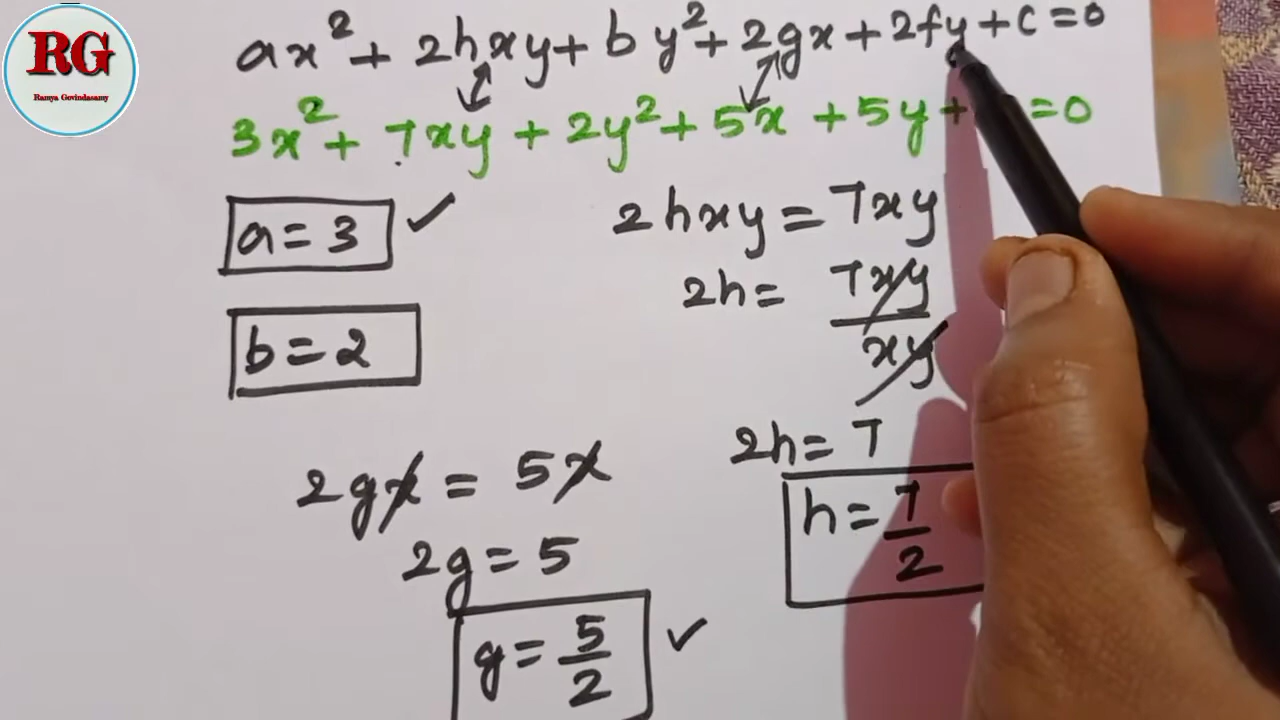 RG
Ramya Govindasamy
ax² + 2hxy + by² + 2gx + 2fy + c = 0
3x² + 7xy + 2y² + 5x + 5y + = 0
a = 3 ✓
2hxy = 7xy
2h = 7xy/xy
b = 2
2h = 7
h = 7/2
2gx = 5x
2g = 5
g = 5/2 ✓